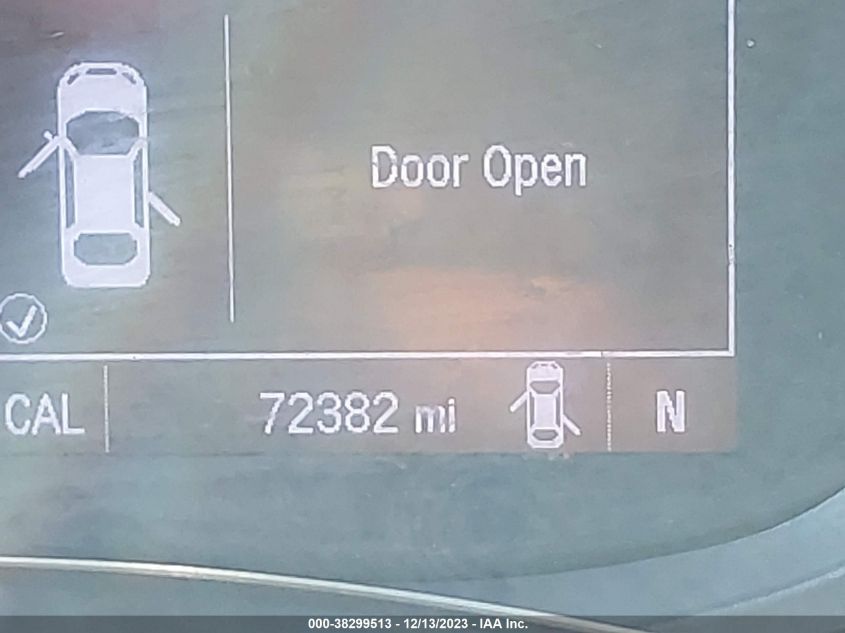 Door Open
CAL 72382 mi N
000-38299513 - 12/13/2023 - IAA Inc.